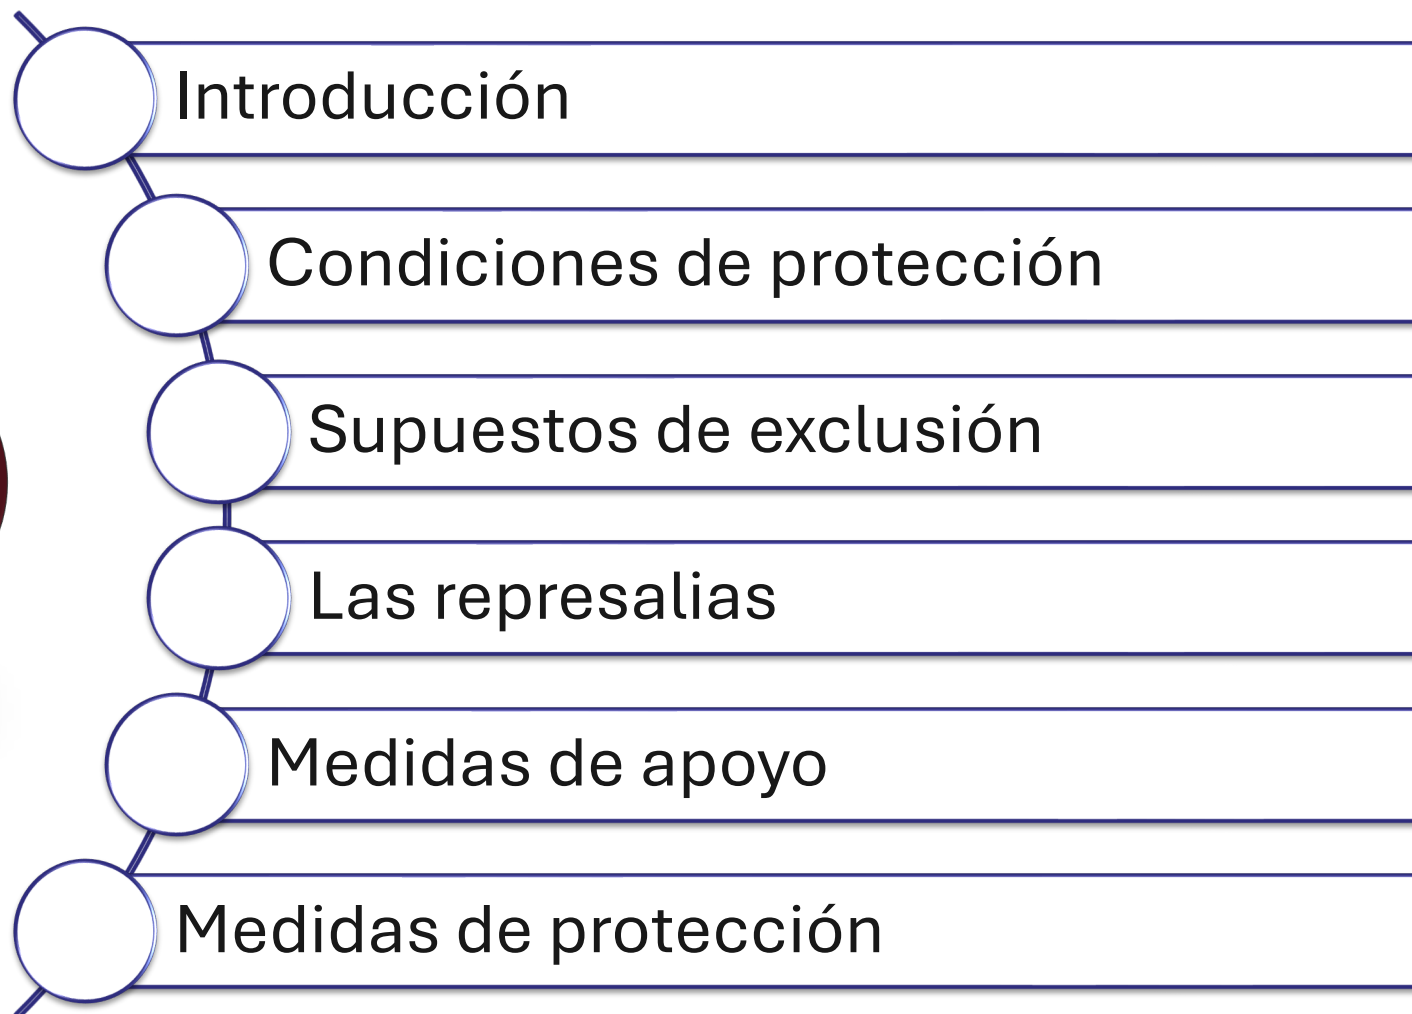 Introducción
Condiciones de protección
Supuestos de exclusión
Las represalias
Medidas de apoyo
Medidas de protección